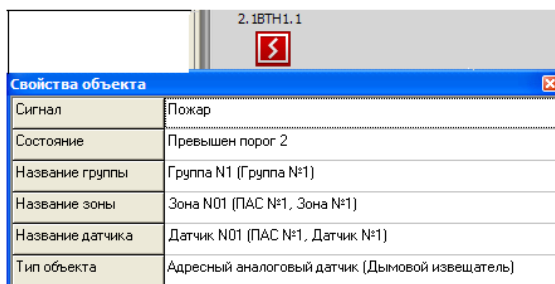 2.1BTH1.1
Свойства объекта
Сигнал Пожар
Состояние Превышен порог 2
Название группы Группа N1 (Группа №1)
Название зоны Зона N01 (ПАС №1, Зона №1)
Название датчика Датчик N01 (ПАС №1, Датчик №1)
Тип объекта Адресный аналоговый датчик (Дымовой извещатель)